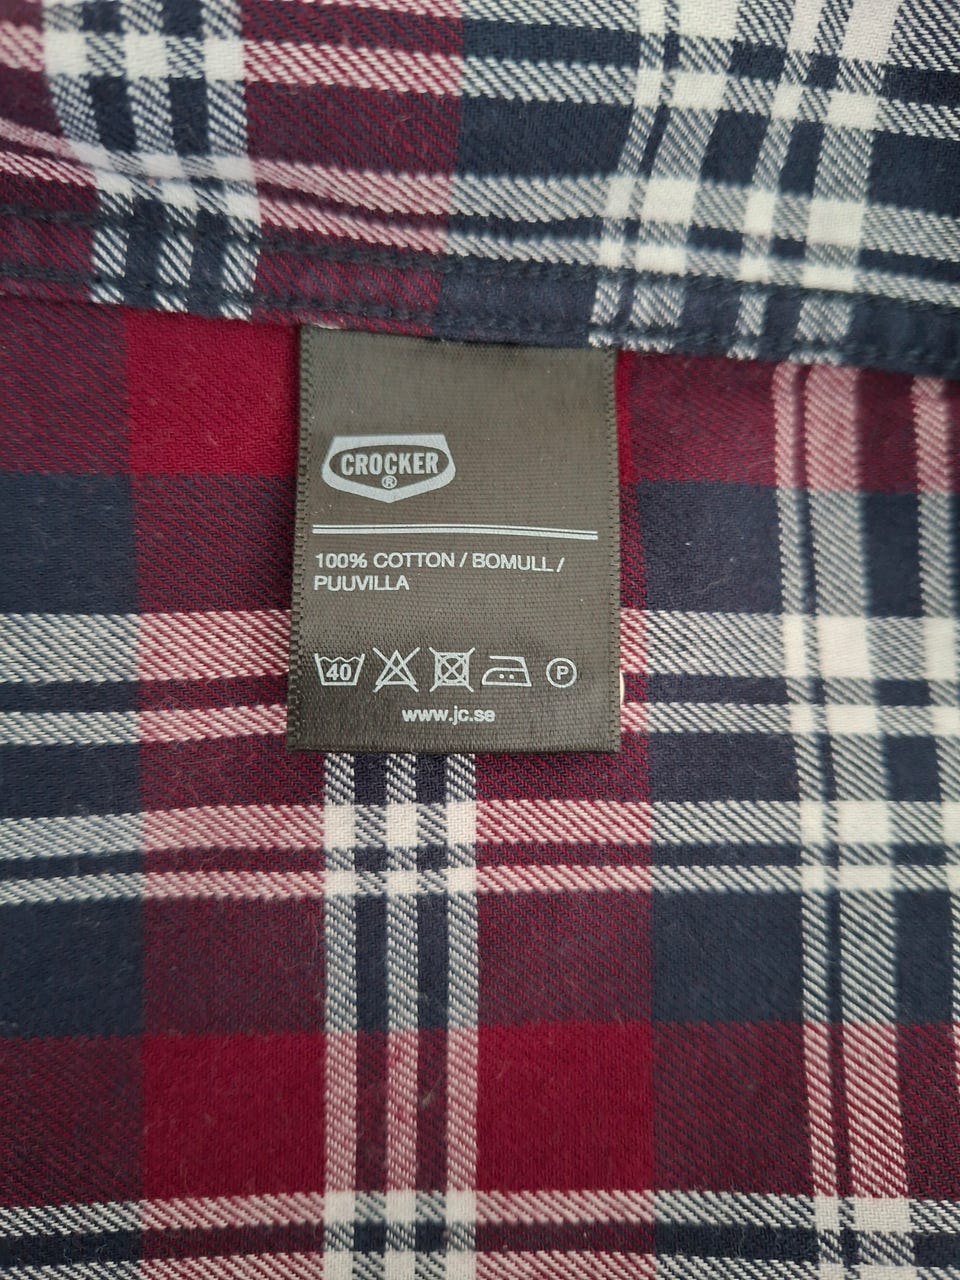 CROCKER
®
100% COTTON / BOMULL /
PUUVILLA
40 P
www.jc.se